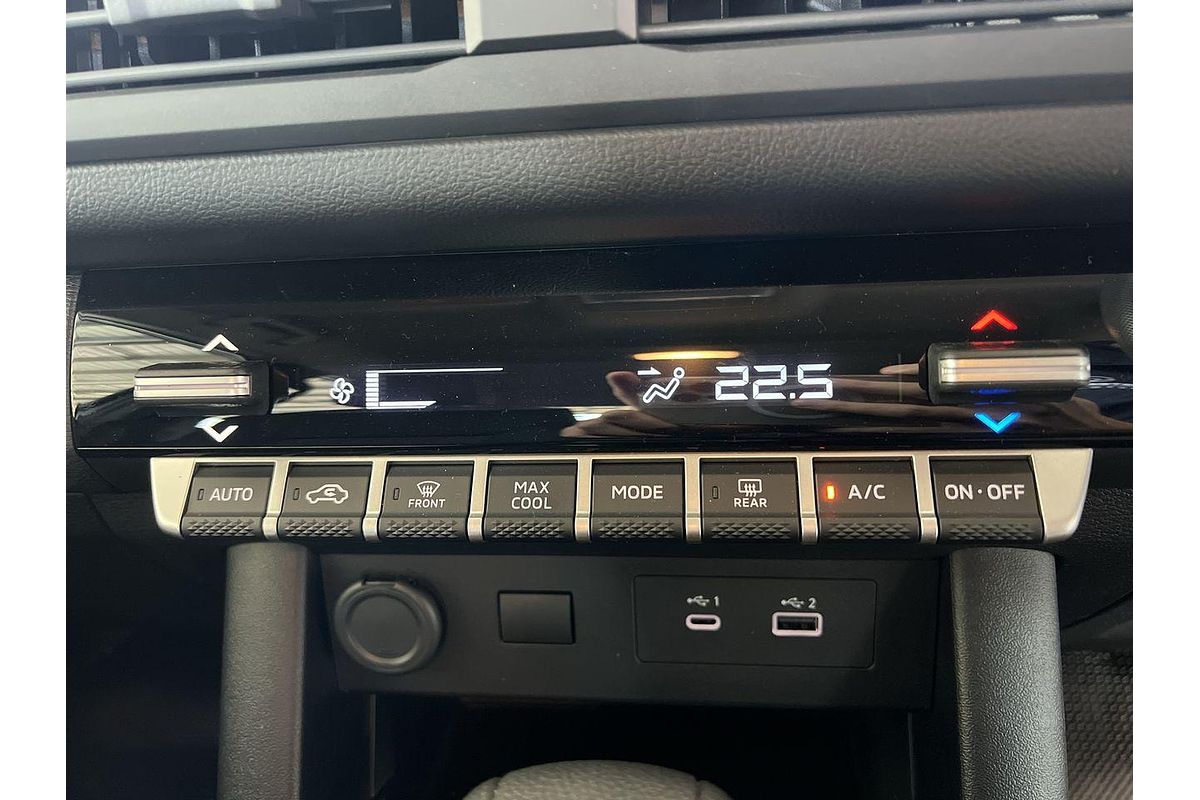 22.5
AUTO
FRONT
MAX
COOL
MODE
REAR
A/C
ON·OFF
1
2